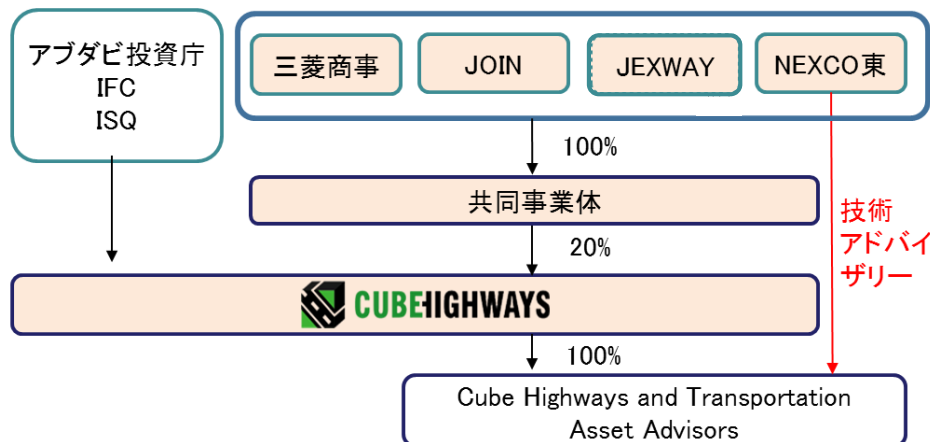 アブダビ投資庁
IFC
ISQ
三菱商事
JOIN
JEXWAY
NEXCO東
100%
共同事業体
20%
技術
アドバイ
ザリー
CUBEHIGHWAYS
100%
Cube Highways and Transportation
Asset Advisors